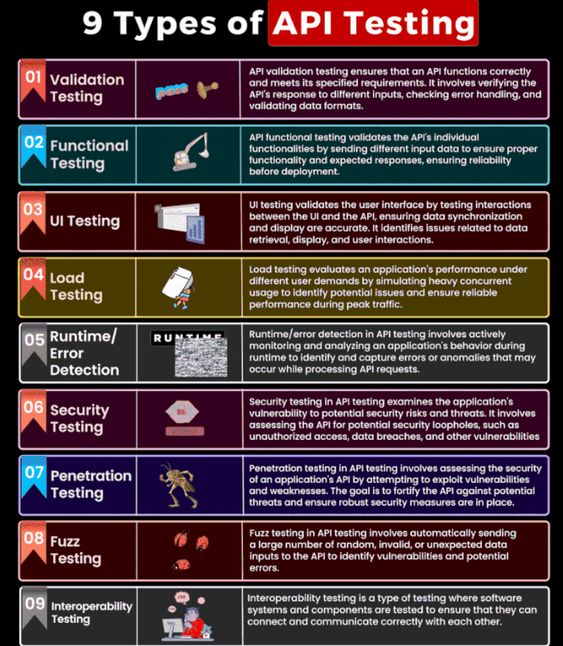 9 Types of API Testing
01 Validation
Testing
API validation testing ensures that an API functions correctly
and meets its specified requirements. It involves verifying the
API's response to different inputs, checking error handling, and
validating data formats.
02 Functional
Testing
API functional testing validates the API's individual
functionalities by sending different input data to ensure proper
functionality and expected responses, ensuring reliability
before deployment.
03 UI Testing
UI testing validates the user interface by testing interactions
between the UI and the API, ensuring data synchronization
and display are accurate. It identifies issues related to data
retrieval, display, and user interactions.
04 Load
Testing
Load testing evaluates an application's performance under
different user demands by simulating heavy concurrent
usage to identify potential issues and ensure reliable
performance during peak traffic.
05 Runtime/
Error
Detection
RUNTIME
Runtime/error detection in API testing involves actively
monitoring and analyzing an application's behavior during
runtime to identify and capture errors or anomalies that may
occur while processing API requests.
06 Security
Testing
Security testing in API testing examines the application's
vulnerability to potential security risks and threats. It involves
assessing the API for potential security loopholes, such as
unauthorized access, data breaches, and other vulnerabilities
07 Penetration
Testing
Penetration testing in API testing involves assessing the security
of an application's API by attempting to exploit vulnerabilities
and weaknesses. The goal is to fortify the API against potential
threats and ensure robust security measures are in place.
08 Fuzz
Testing
Fuzz testing in API testing involves automatically sending
a large number of random, invalid, or unexpected data
inputs to the API to identify vulnerabilities and potential
errors.
09 Interoperability
Testing
Interoperability testing is a type of testing where software
systems and components are tested to ensure that they can
connect and communicate correctly with each other.